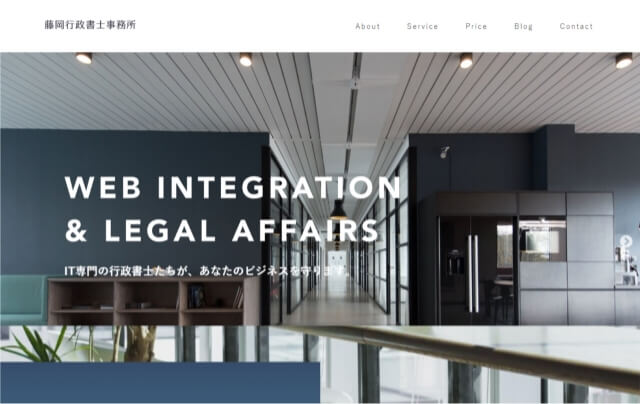 藤岡行政書士事務所
About Service Price Blog Contact
WEB INTEGRATION
& LEGAL AFFAIRS
IT専門の行政書士たちが、あなたのビジネスを守ります。